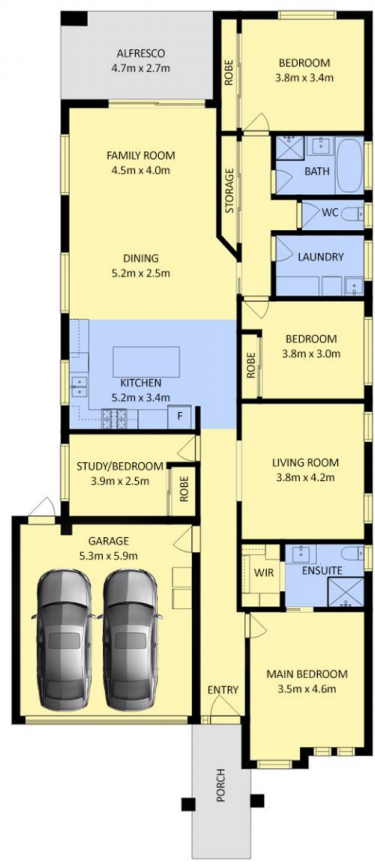 ALFRESCO
4.7m x 2.7m
ROBE
BEDROOM
3.8m x 3.4m
FAMILY ROOM
4.5m x 4.0m
STORAGE
BATH
WC
DINING
5.2m x 2.5m
LAUNDRY
BEDROOM
3.8m x 3.0m
ROBE
KITCHEN
5.2m x 3.4m
F
STUDY/BEDROOM
3.9m x 2.5m
ROBE
LIVING ROOM
3.8m x 4.2m
GARAGE
5.3m x 5.9m
WIR
ENSUITE
MAIN BEDROOM
3.5m x 4.6m
ENTRY
PORCH